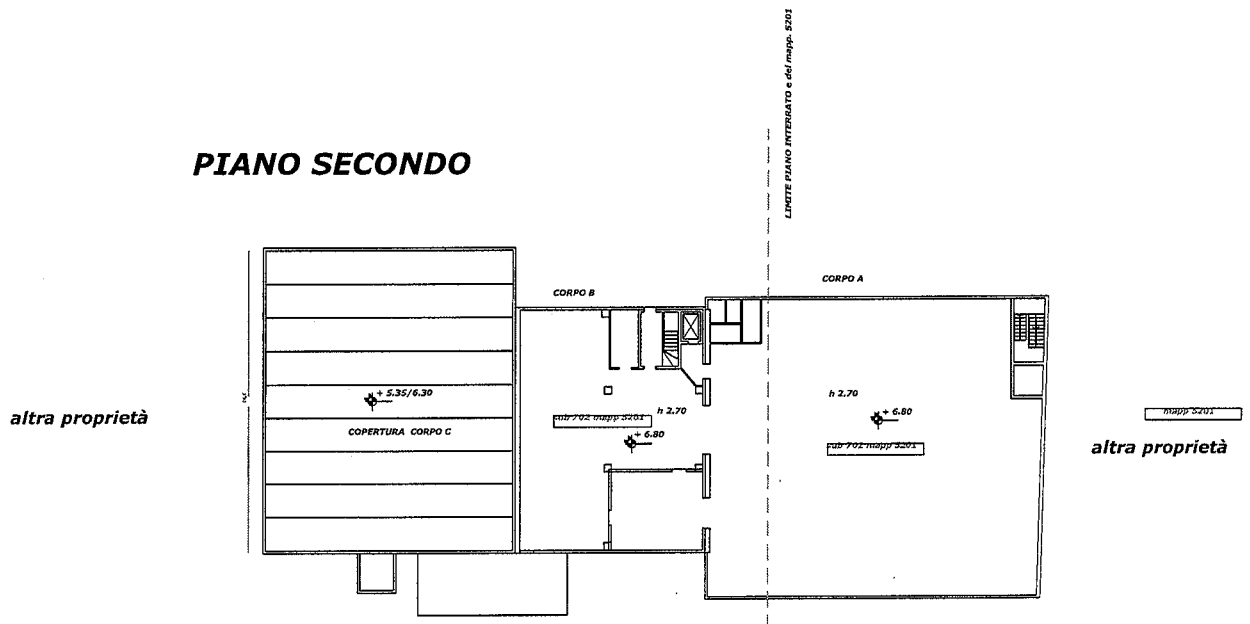 LIMITE PIANO INTERRATO e del mapp. 5201
PIANO SECONDO
CORPO B
CORPO A
+ 5.35/6.30
h 2.70
h 2.70
altra proprietà
COPERTURA CORPO C
sub 702 mapp 5201
+ 6.80
+ 6.80
sub 702 mapp 5201
mapp 5201
altra proprietà